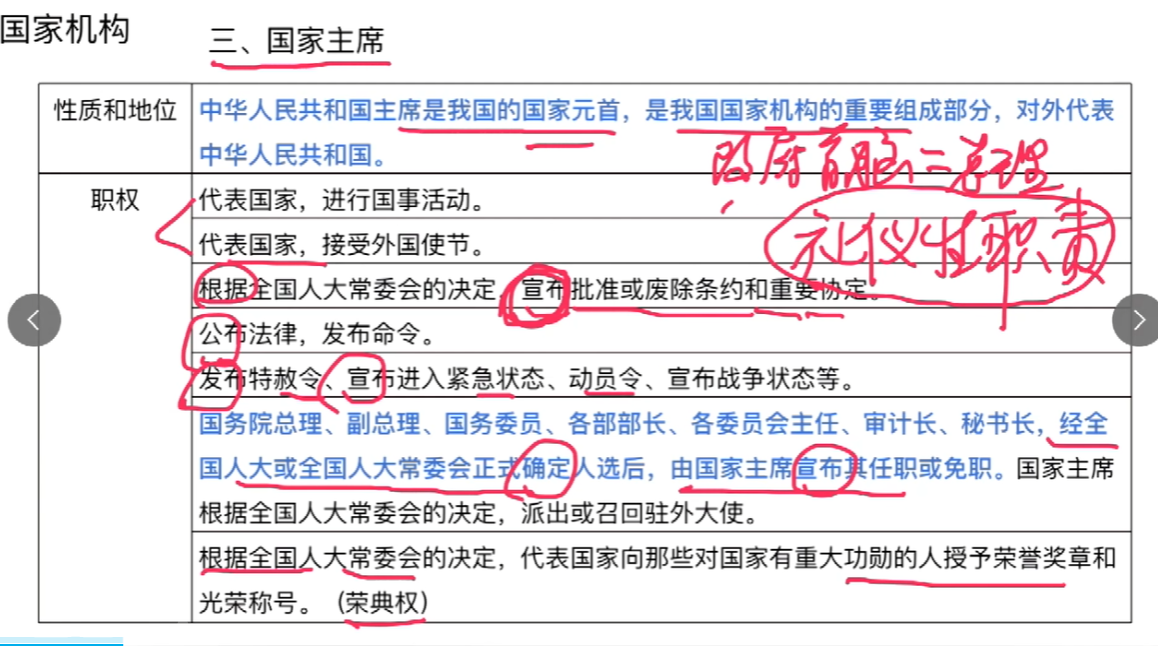 国家机构
三、国家主席
性质和地位
中华人民共和国主席是我国的国家元首，是我国国家机构的重要组成部分，对外代表
中华人民共和国。
政府首脑=总理
礼仪性职责
职权
代表国家，进行国事活动。
代表国家，接受外国使节。
根据全国人大常委会的决定，宣布批准或废除条约和重要协定。
公布法律，发布命令。
发布特赦令、宣布进入紧急状态、动员令、宣布战争状态等。
国务院总理、副总理、国务委员、各部部长、各委员会主任、审计长、秘书长，经全
国人大或全国人大常委会正式确定人选后，由国家主席宣布其任职或免职。国家主席
根据全国人大常委会的决定，派出或召回驻外大使。
根据全国人大常委会的决定，代表国家向那些对国家有重大功勋的人授予荣誉奖章和
光荣称号。（荣典权）